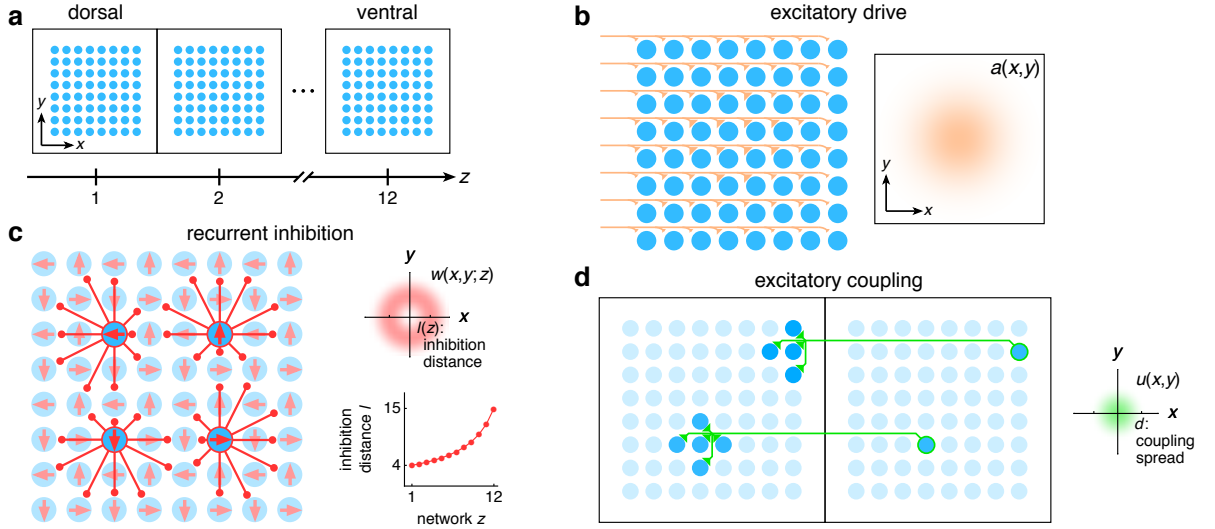 a
dorsal
ventral
y
x
...
z
1
2
12
b
excitatory drive
a(x,y)
y
x
c
recurrent inhibition
y
w(x,y;z)
x
l(z):
inhibition
distance
inhibition
distance l
15
4
1
12
network z
d
excitatory coupling
y
u(x,y)
x
d:
coupling
spread